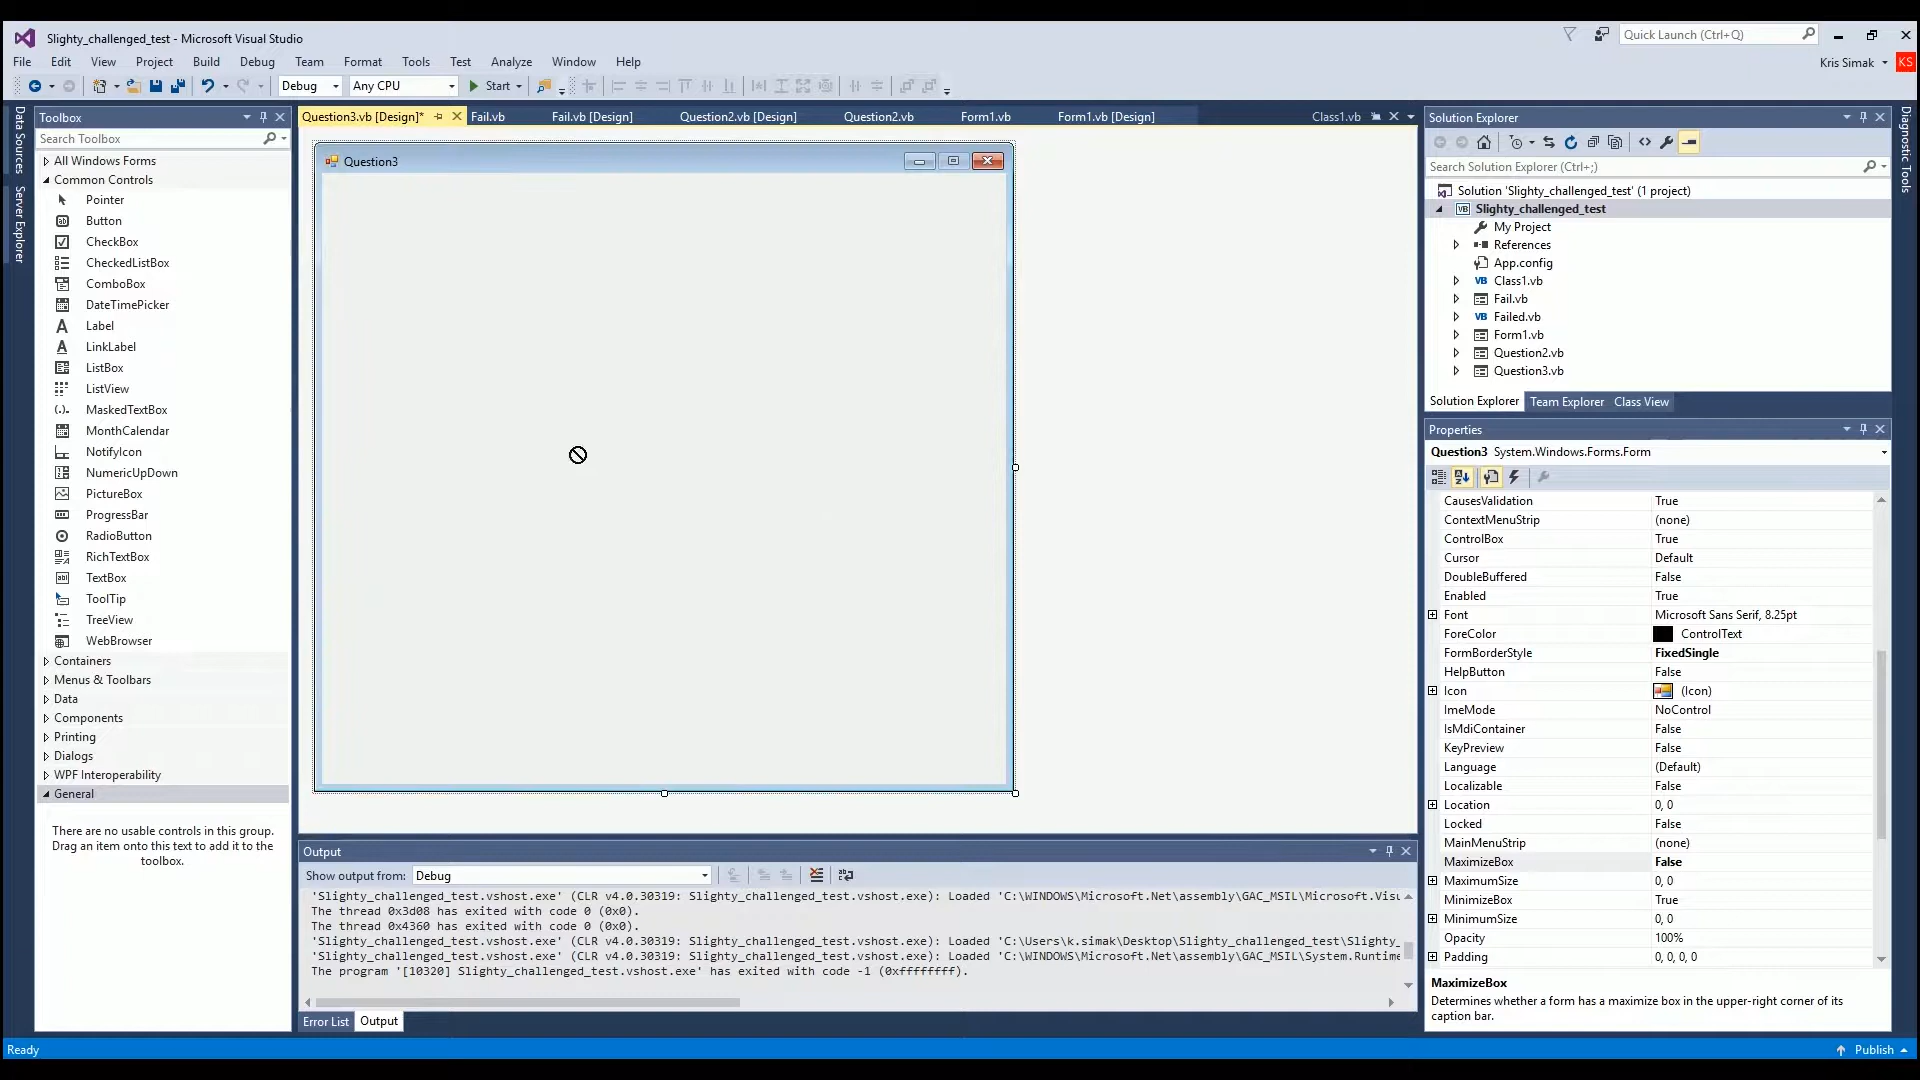 Slighty_challenged_test - Microsoft Visual Studio
Quick Launch (Ctrl+Q)
File Edit View Project Build Debug Team Format Tools Test Analyze Window Help
Kris Simak KS
Debug Any CPU Start
Data Sources
Server Explorer
Toolbox
Search Toolbox
All Windows Forms
Common Controls
Pointer
Button
CheckBox
CheckedListBox
ComboBox
DateTimePicker
Label
LinkLabel
ListBox
ListView
MaskedTextBox
MonthCalendar
NotifyIcon
NumericUpDown
PictureBox
ProgressBar
RadioButton
RichTextBox
TextBox
ToolTip
TreeView
WebBrowser
Containers
Menus & Toolbars
Data
Components
Printing
Dialogs
WPF Interoperability
General
There are no usable controls in this group.
Drag an item onto this text to add it to the
toolbox.
Question3.vb [Design]* Fail.vb Fail.vb [Design] Question2.vb [Design] Question2.vb Form1.vb Form1.vb [Design] Class1.vb
Question3
Output
Show output from: Debug
'Slighty_challenged_test.vshost.exe' (CLR v4.0.30319: Slighty_challenged_test.vshost.exe): Loaded 'C:\WINDOWS\Microsoft.Net\assembly\GAC_MSIL\Microsoft.Visu
The thread 0x3d08 has exited with code 0 (0x0).
The thread 0x4360 has exited with code 0 (0x0).
'Slighty_challenged_test.vshost.exe' (CLR v4.0.30319: Slighty_challenged_test.vshost.exe): Loaded 'C:\Users\k.simak\Desktop\Slighty_challenged_test\Slighty_
'Slighty_challenged_test.vshost.exe' (CLR v4.0.30319: Slighty_challenged_test.vshost.exe): Loaded 'C:\WINDOWS\Microsoft.Net\assembly\GAC_MSIL\System.Runtime
The program '[10320] Slighty_challenged_test.vshost.exe' has exited with code -1 (0xffffffff).
Error List Output
Solution Explorer
Search Solution Explorer (Ctrl+;)
Solution 'Slighty_challenged_test' (1 project)
VB Slighty_challenged_test
My Project
References
App.config
VB Class1.vb
Fail.vb
VB Failed.vb
Form1.vb
Question2.vb
Question3.vb
Solution Explorer Team Explorer Class View
Properties
Question3 System.Windows.Forms.Form
CausesValidation True
ContextMenuStrip (none)
ControlBox True
Cursor Default
DoubleBuffered False
Enabled True
Font Microsoft Sans Serif, 8.25pt
ForeColor ControlText
FormBorderStyle FixedSingle
HelpButton False
Icon (Icon)
ImeMode NoControl
IsMdiContainer False
KeyPreview False
Language (Default)
Localizable False
Location 0, 0
Locked False
MainMenuStrip (none)
MaximizeBox False
MaximumSize 0, 0
MinimizeBox True
MinimumSize 0, 0
Opacity 100%
Padding 0, 0, 0, 0
MaximizeBox
Determines whether a form has a maximize box in the upper-right corner of its
caption bar.
Diagnostic Tools
Ready
Publish